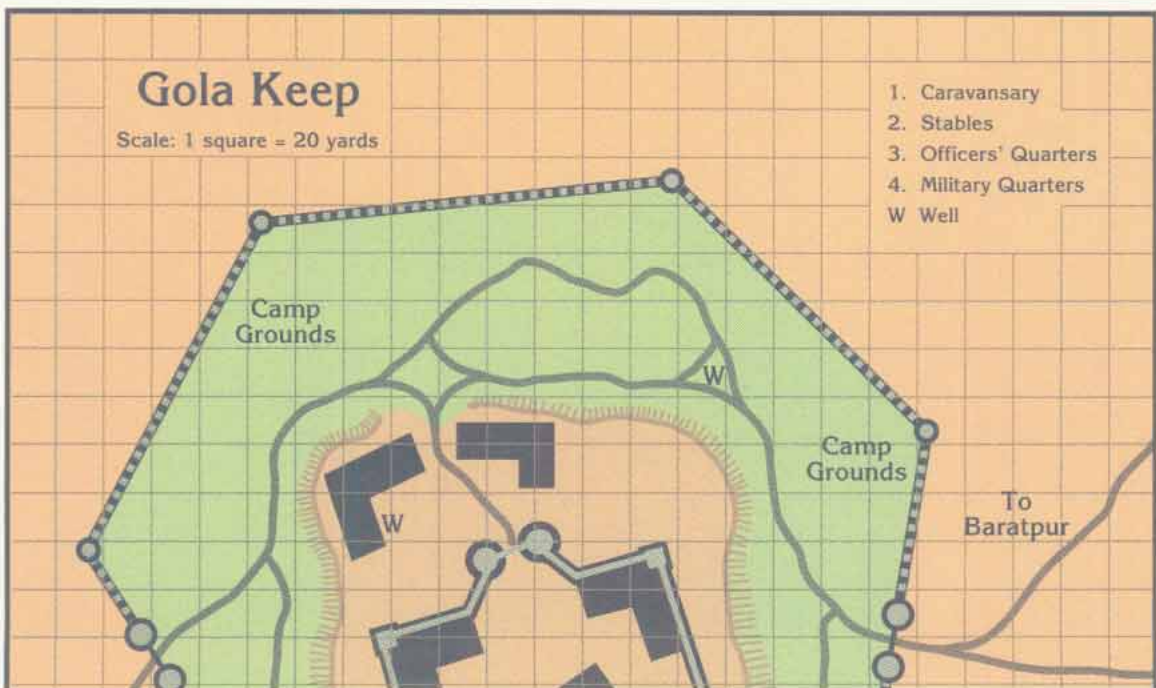 Gola Keep
Scale: 1 square = 20 yards
1. Caravansary
2. Stables
3. Officers' Quarters
4. Military Quarters
W Well
Camp
Grounds
W
Camp
Grounds
To
Baratpur
W